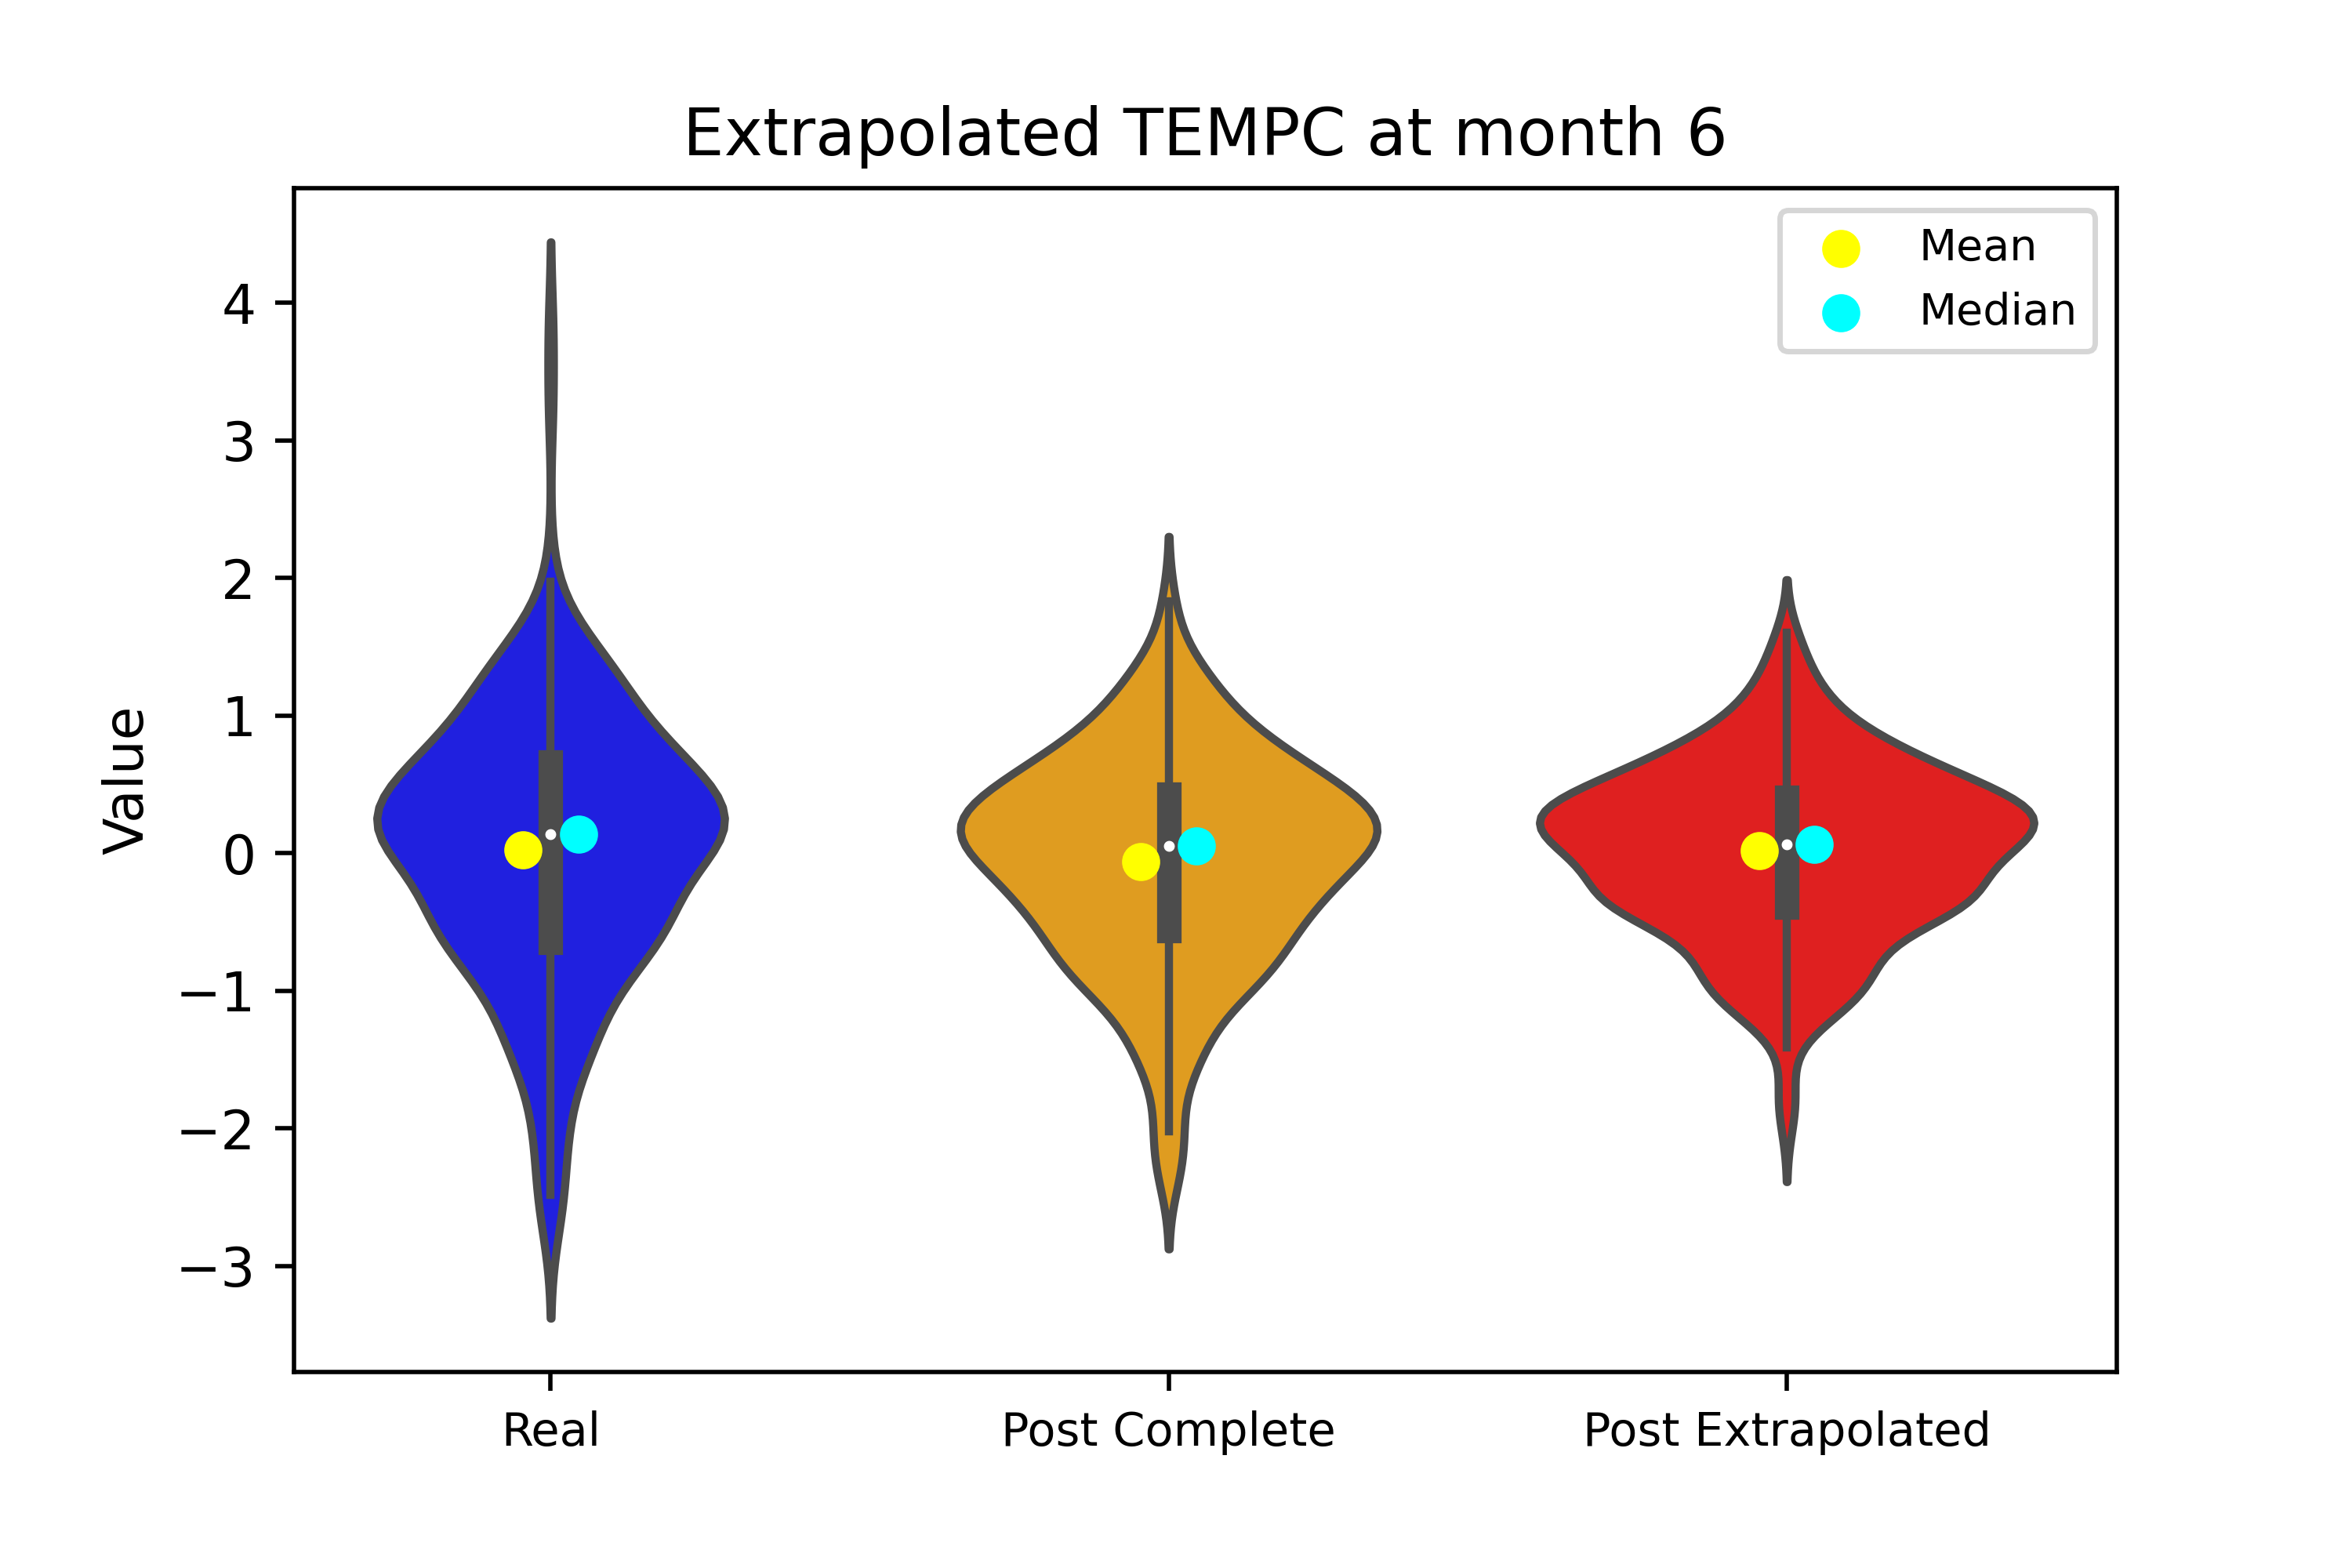 Extrapolated TEMPC at month 6
Mean
Median
4
3
2
1
0
−1
−2
−3
Value
Real
Post Complete
Post Extrapolated